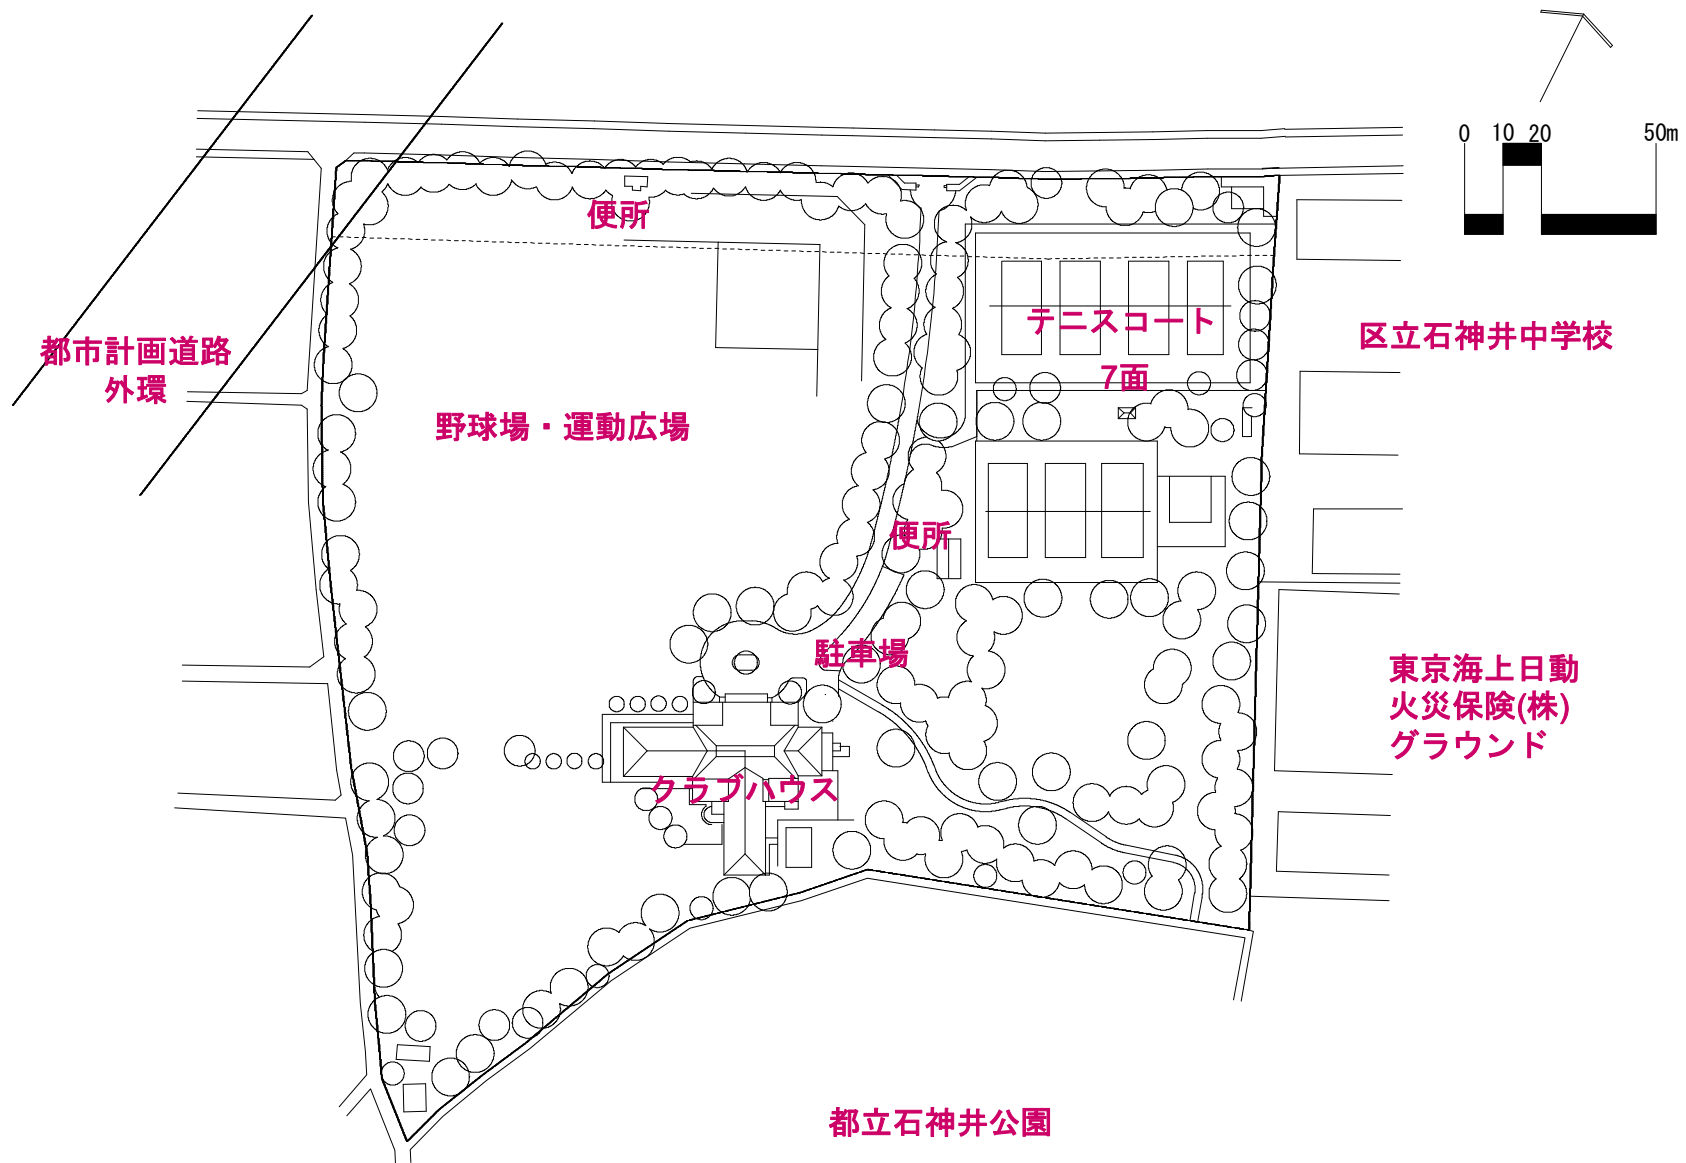 0 10 20 50m
便所
テニスコート
7面
区立石神井中学校
都市計画道路
外環
野球場・運動広場
便所
駐車場
東京海上日動
火災保険(株)
グラウンド
クラブハウス
都立石神井公園